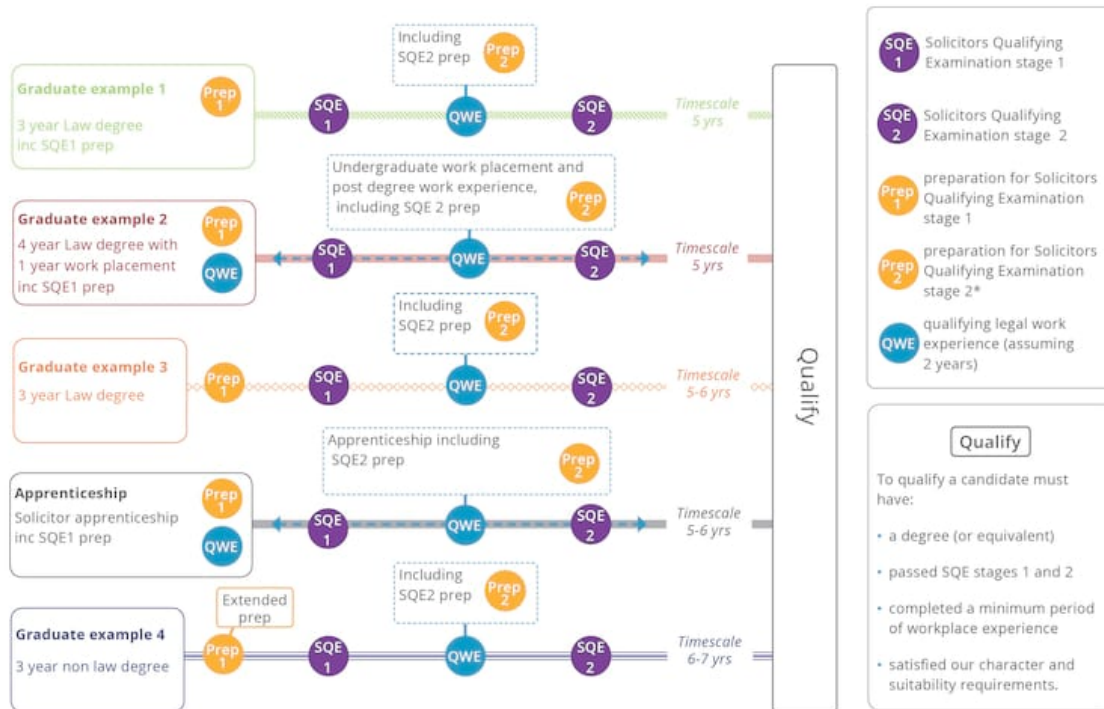 Including
SQE2 prep
Prep
2
Graduate example 1
Prep
1
3 year Law degree
inc SQE1 prep
SQE
1
QWE
SQE
2
Timescale
5 yrs
Undergraduate work placement and
post degree work experience,
including SQE 2 prep
Prep
2
Graduate example 2
Prep
1
4 year Law degree with
1 year work placement
inc SQE1 prep
QWE
SQE
1
QWE
SQE
2
Timescale
5 yrs
Including
SQE2 prep
Prep
2
Graduate example 3
3 year Law degree
Prep
1
SQE
1
QWE
SQE
2
Timescale
5-6 yrs
Apprenticeship including
SQE2 prep
Prep
2
Apprenticeship
Prep
1
Solicitor apprenticeship
inc SQE1 prep
QWE
SQE
1
QWE
SQE
2
Timescale
5-6 yrs
Including
SQE2 prep
Prep
2
Extended
prep
Graduate example 4
3 year non law degree
Prep
1
SQE
1
QWE
SQE
2
Timescale
6-7 yrs
Qualify
SQE
1
Solicitors Qualifying
Examination stage 1
SQE
2
Solicitors Qualifying
Examination stage 2
Prep
1
preparation for Solicitors
Qualifying Examination
stage 1
Prep
2
preparation for Solicitors
Qualifying Examination
stage 2*
QWE
qualifying legal work
experience (assuming
2 years)
Qualify
To qualify a candidate must
have:
• a degree (or equivalent)
• passed SQE stages 1 and 2
• completed a minimum period
of workplace experience
• satisfied our character and
suitability requirements.